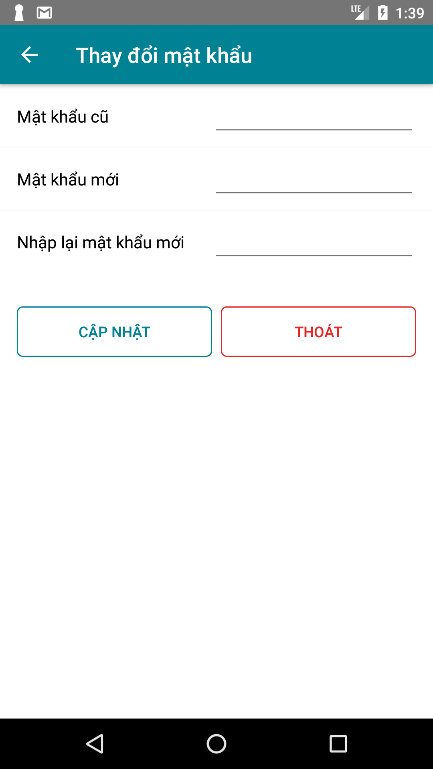 LTE 1:39
Thay đổi mật khẩu
Mật khẩu cũ
Mật khẩu mới
Nhập lại mật khẩu mới
CẬP NHẬT THOÁT